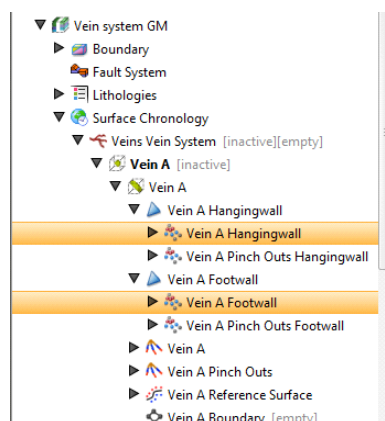 Vein system GM
Boundary
Fault System
Lithologies
Surface Chronology
Veins Vein System [inactive][empty]
Vein A [inactive]
Vein A
Vein A Hangingwall
Vein A Hangingwall
Vein A Pinch Outs Hangingwall
Vein A Footwall
Vein A Footwall
Vein A Pinch Outs Footwall
Vein A
Vein A Pinch Outs
Vein A Reference Surface
Vein A Boundary [empty]